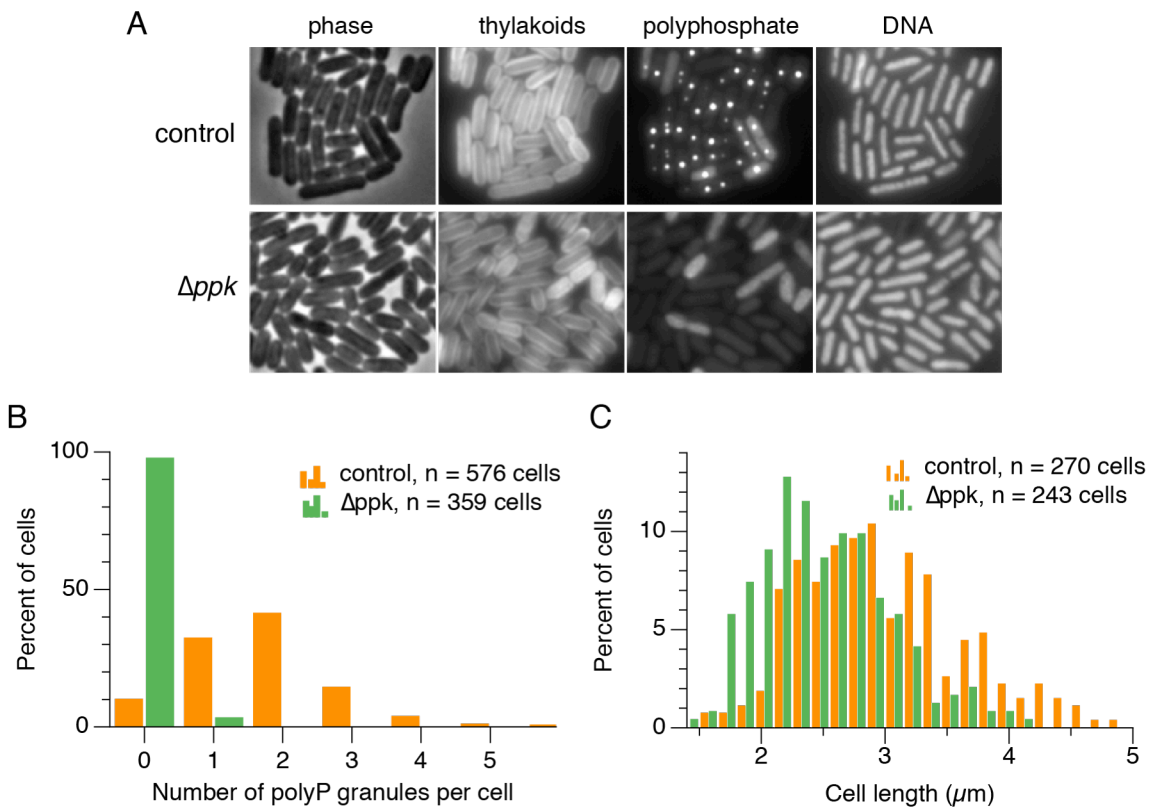 A
phase thylakoids polyphosphate DNA
control
Δppk
B
Percent of cells
100
50
0
control, n = 576 cells
Δppk, n = 359 cells
0 1 2 3 4 5
Number of polyP granules per cell
C
Percent of cells
10
5
0
control, n = 270 cells
Δppk, n = 243 cells
2 3 4 5
Cell length (µm)